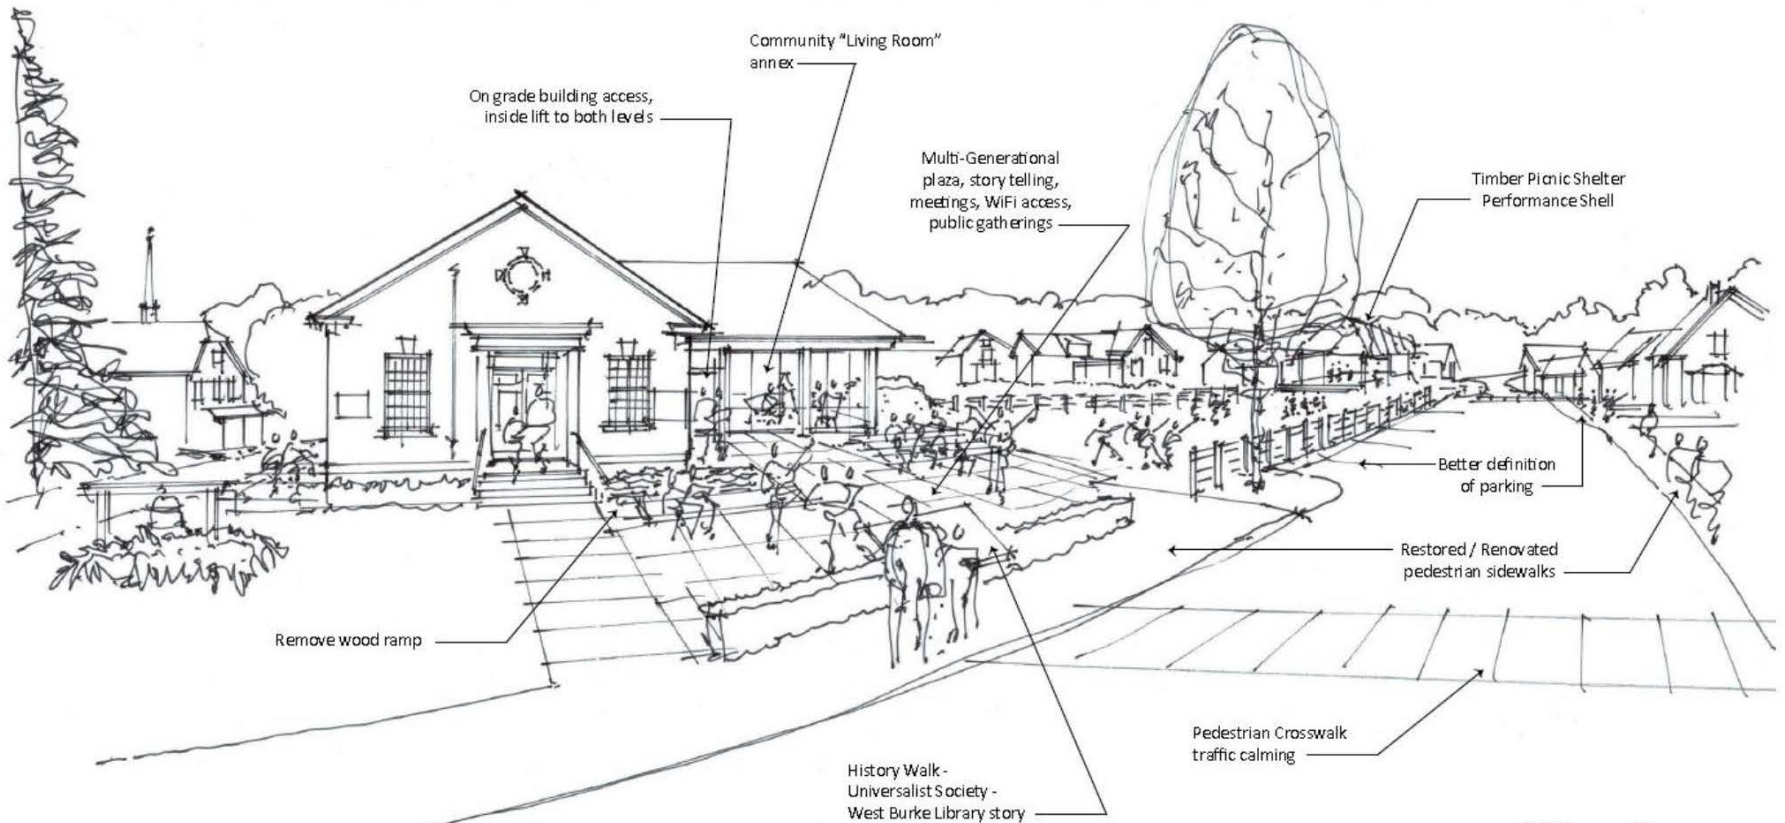 Community "Living Room"
annex
On grade building access,
inside lift to both levels
Multi-Generational
plaza, story telling,
meetings, WiFi access,
public gatherings
Timber Picnic Shelter
Performance Shell
Better definition
of parking
Restored / Renovated
pedestrian sidewalks
Remove wood ramp
Pedestrian Crosswalk
traffic calming
History Walk -
Universalist Society -
West Burke Library story